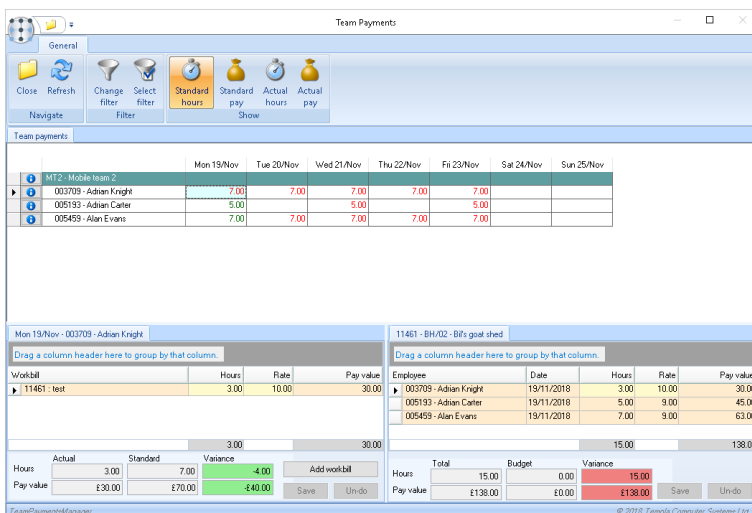 Team Payments
General
Close Refresh Change filter Select filter Standard hours Standard pay Actual hours Actual pay
Navigate Filter Show
Team payments
Mon 19/Nov Tue 20/Nov Wed 21/Nov Thu 22/Nov Fri 23/Nov Sat 24/Nov Sun 25/Nov
MT2 - Mobile team 2
003709 - Adrian Knight 7.00 7.00 7.00 7.00 7.00
005193 - Adrian Carter 5.00 5.00 5.00
005459 - Alan Evans 7.00 7.00 7.00 7.00 7.00
Mon 19/Nov - 003709 - Adrian Knight
Drag a column header here to group by that column.
Workbill Hours Rate Pay value
11461 : test 3.00 10.00 30.00
3.00 30.00
Actual Standard Variance
Hours 3.00 7.00 -4.00 Add workbill
Pay value £30.00 £70.00 -£40.00 Save Un-do
11461 - BH/02 - Bil's goat shed
Drag a column header here to group by that column.
Employee Date Hours Rate Pay value
003709 - Adrian Knight 19/11/2018 3.00 10.00 30.00
005193 - Adrian Carter 19/11/2018 5.00 9.00 45.00
005459 - Alan Evans 19/11/2018 7.00 9.00 63.00
15.00 138.0
Total Budget Variance
Hours 15.00 0.00 15.00
Pay value £138.00 £0.00 £138.00 Save Un-do
TeamPaymentsManager © 2018 Templa Computer Systems Ltd